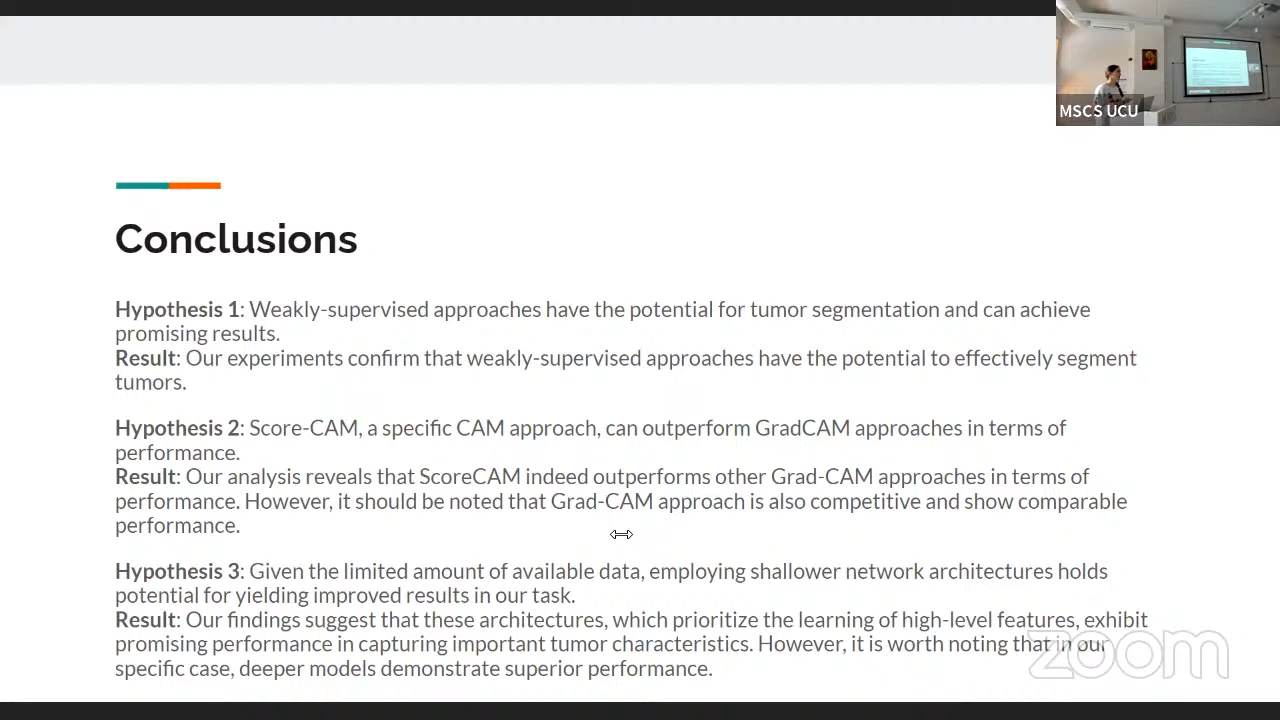 MSCS UCU
Conclusions
Hypothesis 1: Weakly-supervised approaches have the potential for tumor segmentation and can achieve
promising results.
Result: Our experiments confirm that weakly-supervised approaches have the potential to effectively segment
tumors.
Hypothesis 2: Score-CAM, a specific CAM approach, can outperform GradCAM approaches in terms of
performance.
Result: Our analysis reveals that ScoreCAM indeed outperforms other Grad-CAM approaches in terms of
performance. However, it should be noted that Grad-CAM approach is also competitive and show comparable
performance.
Hypothesis 3: Given the limited amount of available data, employing shallower network architectures holds
potential for yielding improved results in our task.
Result: Our findings suggest that these architectures, which prioritize the learning of high-level features, exhibit
promising performance in capturing important tumor characteristics. However, it is worth noting that in our
specific case, deeper models demonstrate superior performance.
zoom